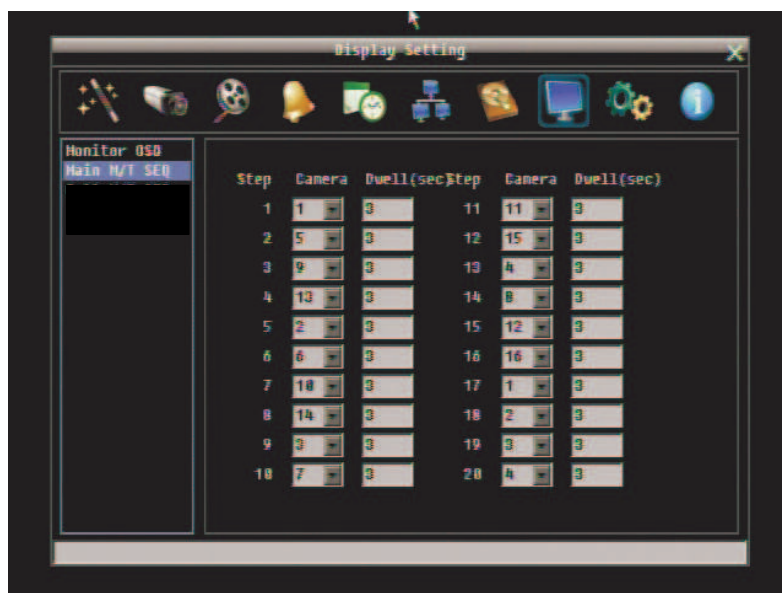 Display Setting
Monitor OSD
Main M/T SEQ
Step Camera Dwell(sec) Step Camera Dwell(sec)
1 1 3 11 11 3
2 5 3 12 15 3
3 9 3 13 4 3
4 13 3 14 8 3
5 2 3 15 12 3
6 6 3 16 16 3
7 10 3 17 1 3
8 14 3 18 2 3
9 3 3 19 3 3
10 7 3 20 4 3